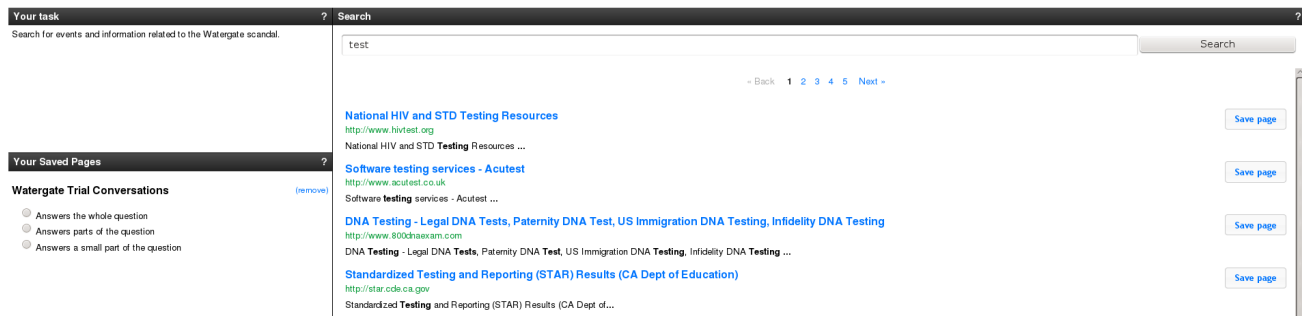 Your task ?
Search for events and information related to the Watergate scandal.
Your Saved Pages ?
Watergate Trial Conversations (remove)
Answers the whole question
Answers parts of the question
Answers a small part of the question
Search ?
test Search
« Back 1 2 3 4 5 Next »
National HIV and STD Testing Resources Save page
http://www.hivtest.org
National HIV and STD Testing Resources ...
Software testing services - Acutest Save page
http://www.acutest.co.uk
Software testing services - Acutest ...
DNA Testing - Legal DNA Tests, Paternity DNA Test, US Immigration DNA Testing, Infidelity DNA Testing Save page
http://www.800dnaexam.com
DNA Testing - Legal DNA Tests, Paternity DNA Test, US Immigration DNA Testing, Infidelity DNA Testing ...
Standardized Testing and Reporting (STAR) Results (CA Dept of Education) Save page
http://star.cde.ca.gov
Standardized Testing and Reporting (STAR) Results (CA Dept of...